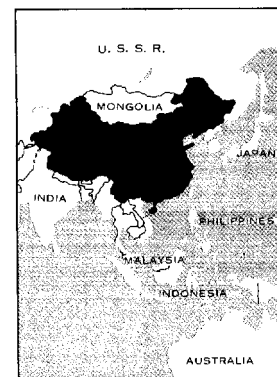 U. S. S. R.
MONGOLIA
JAPAN
INDIA
PHILIPPINES
MALAYSIA
INDONESIA
AUSTRALIA